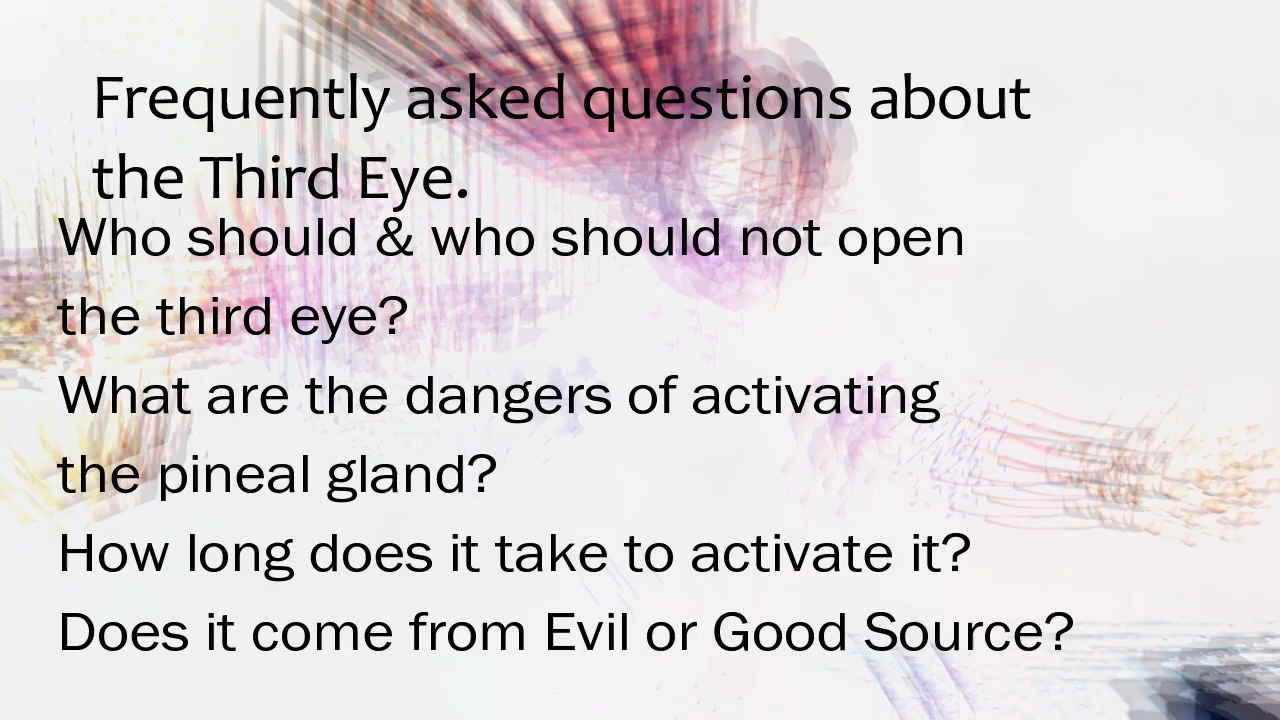 Frequently asked questions about
the Third Eye.
Who should & who should not open
the third eye?
What are the dangers of activating
the pineal gland?
How long does it take to activate it?
Does it come from Evil or Good Source?